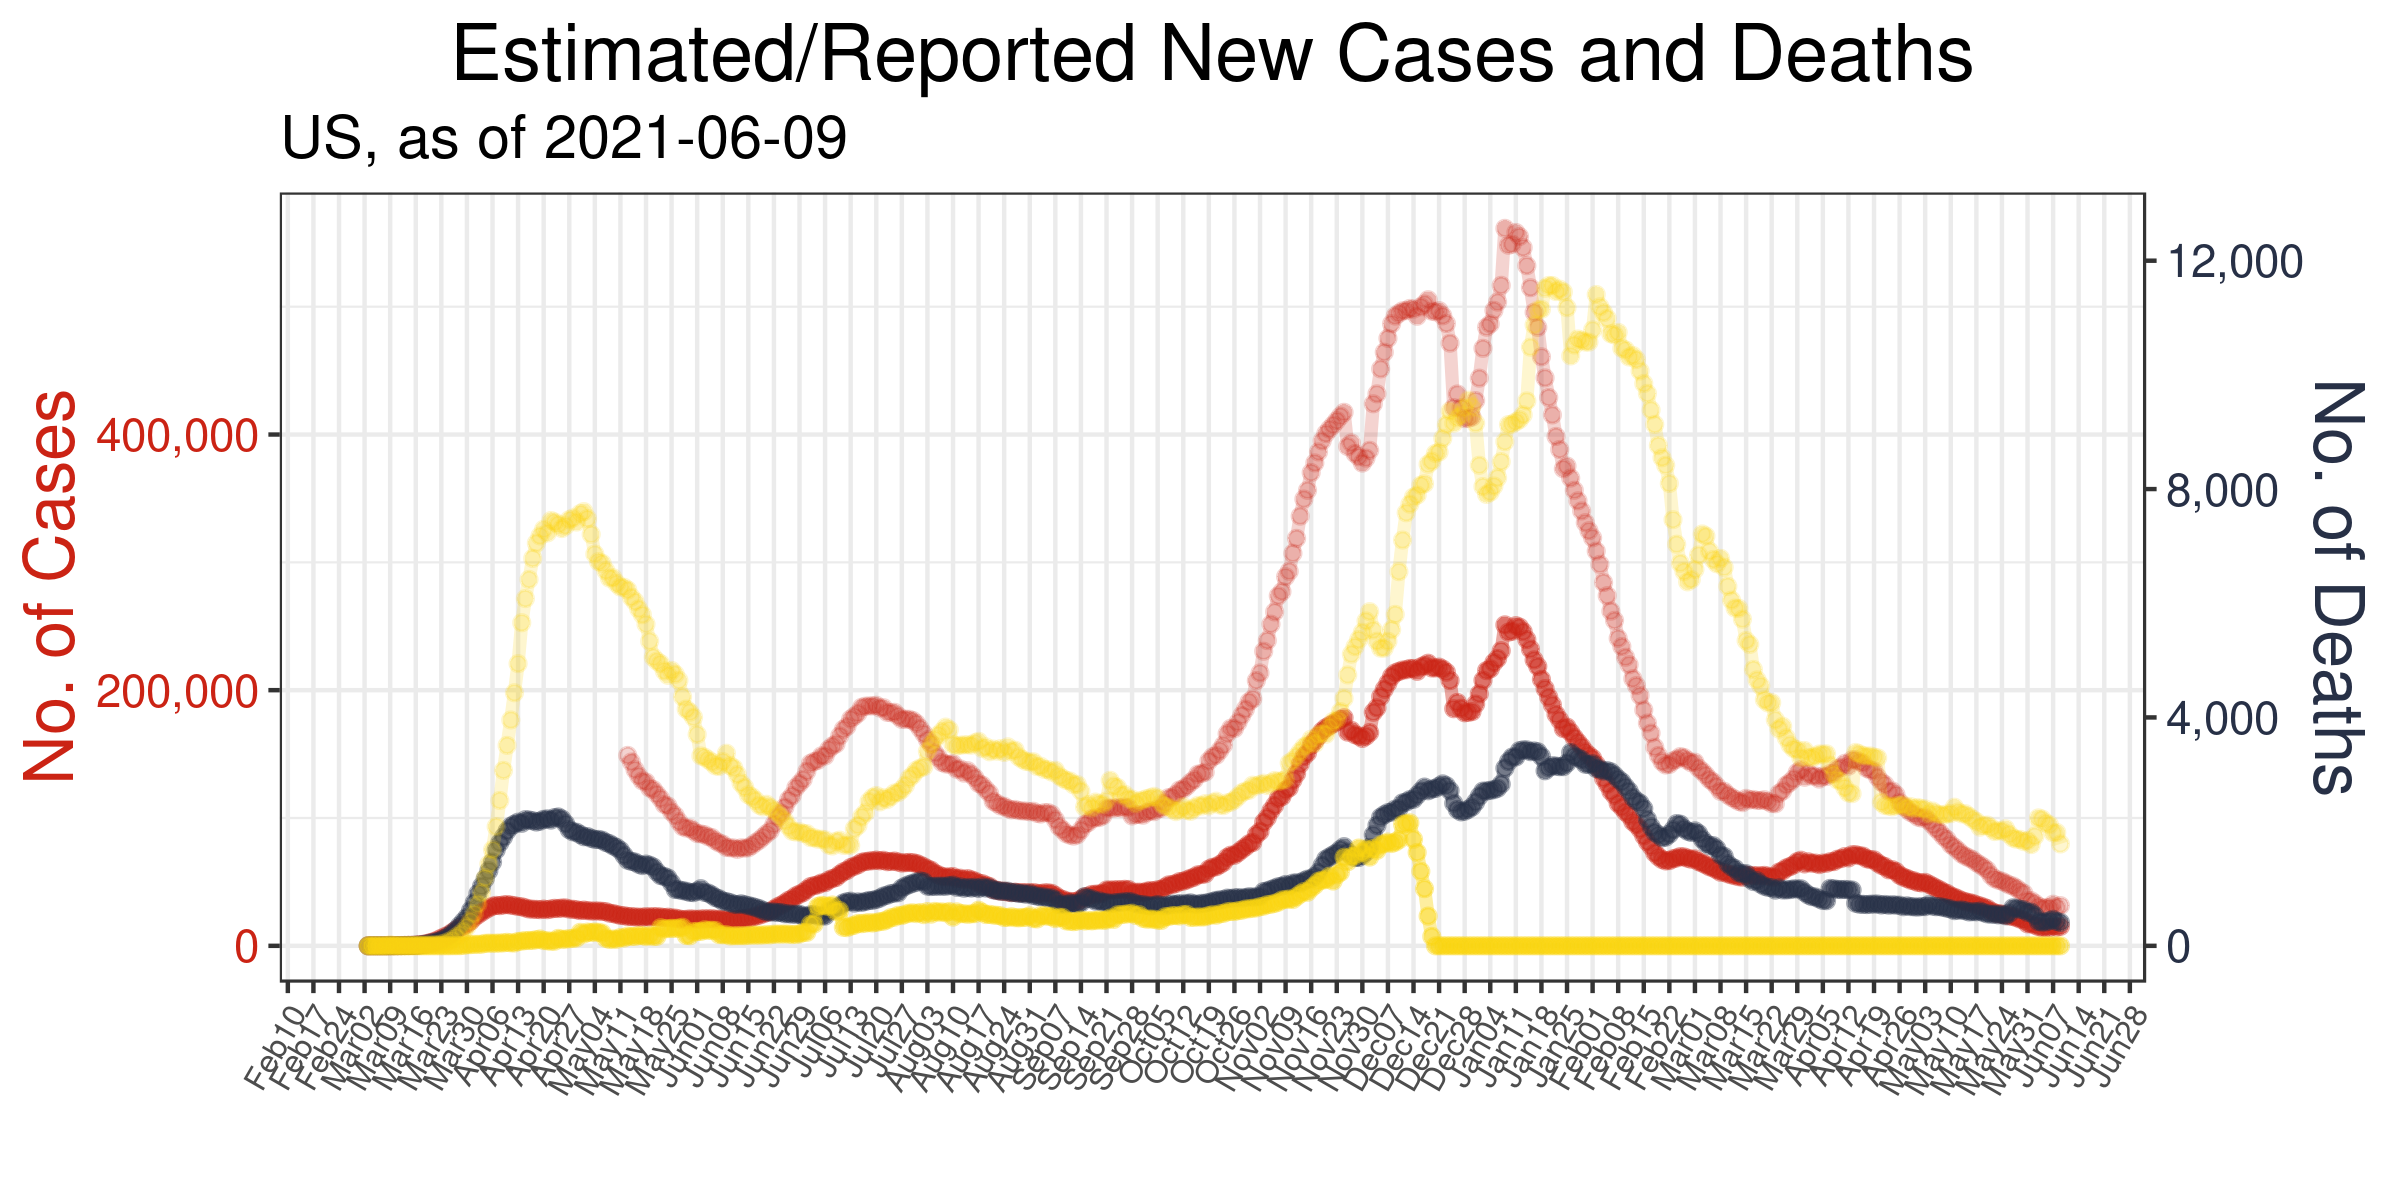 Estimated/Reported New Cases and Deaths
US, as of 2021-06-09
No. of Cases
400,000
200,000
0
No. of Deaths
12,000
8,000
4,000
0
Feb10
Feb17
Feb24
Mar02
Mar09
Mar16
Mar23
Mar30
Apr06
Apr13
Apr20
Apr27
May04
May11
May18
May25
Jun01
Jun08
Jun15
Jun22
Jun29
Jul06
Jul13
Jul20
Jul27
Aug03
Aug10
Aug17
Aug24
Aug31
Sep07
Sep14
Sep21
Sep28
Oct05
Oct12
Oct19
Oct26
Nov02
Nov09
Nov16
Nov23
Nov30
Dec07
Dec14
Dec21
Dec28
Jan04
Jan11
Jan18
Jan25
Feb01
Feb08
Feb15
Feb22
Mar01
Mar08
Mar15
Mar22
Mar29
Apr05
Apr12
Apr19
Apr26
May03
May10
May17
May24
May31
Jun07
Jun14
Jun21
Jun28